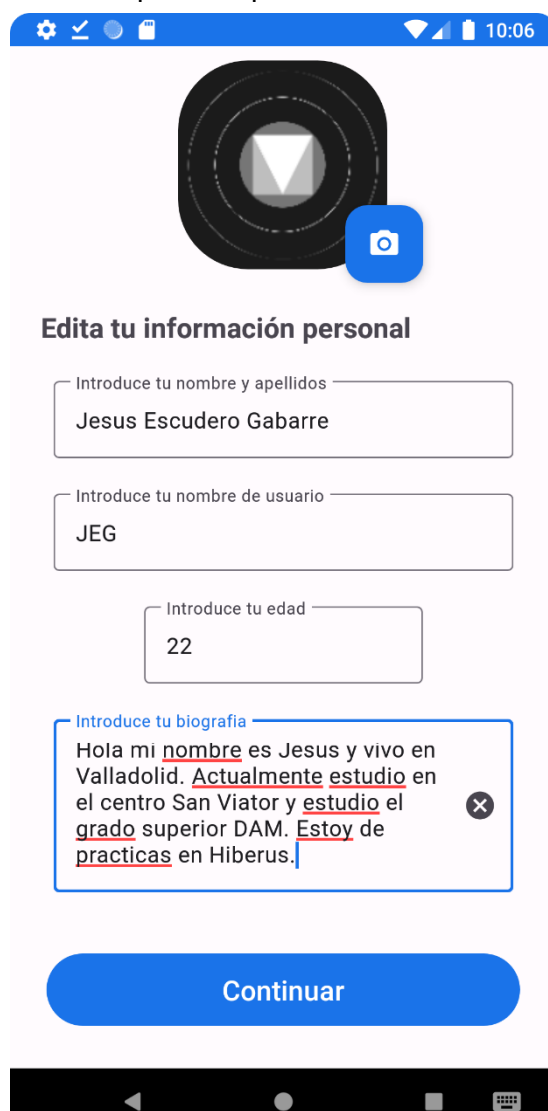 10:06
Edita tu información personal
Introduce tu nombre y apellidos
Jesus Escudero Gabarre
Introduce tu nombre de usuario
JEG
Introduce tu edad
22
Introduce tu biografia
Hola mi nombre es Jesus y vivo en
Valladolid. Actualmente estudio en
el centro San Viator y estudio el
grado superior DAM. Estoy de
practicas en Hiberus.
Continuar